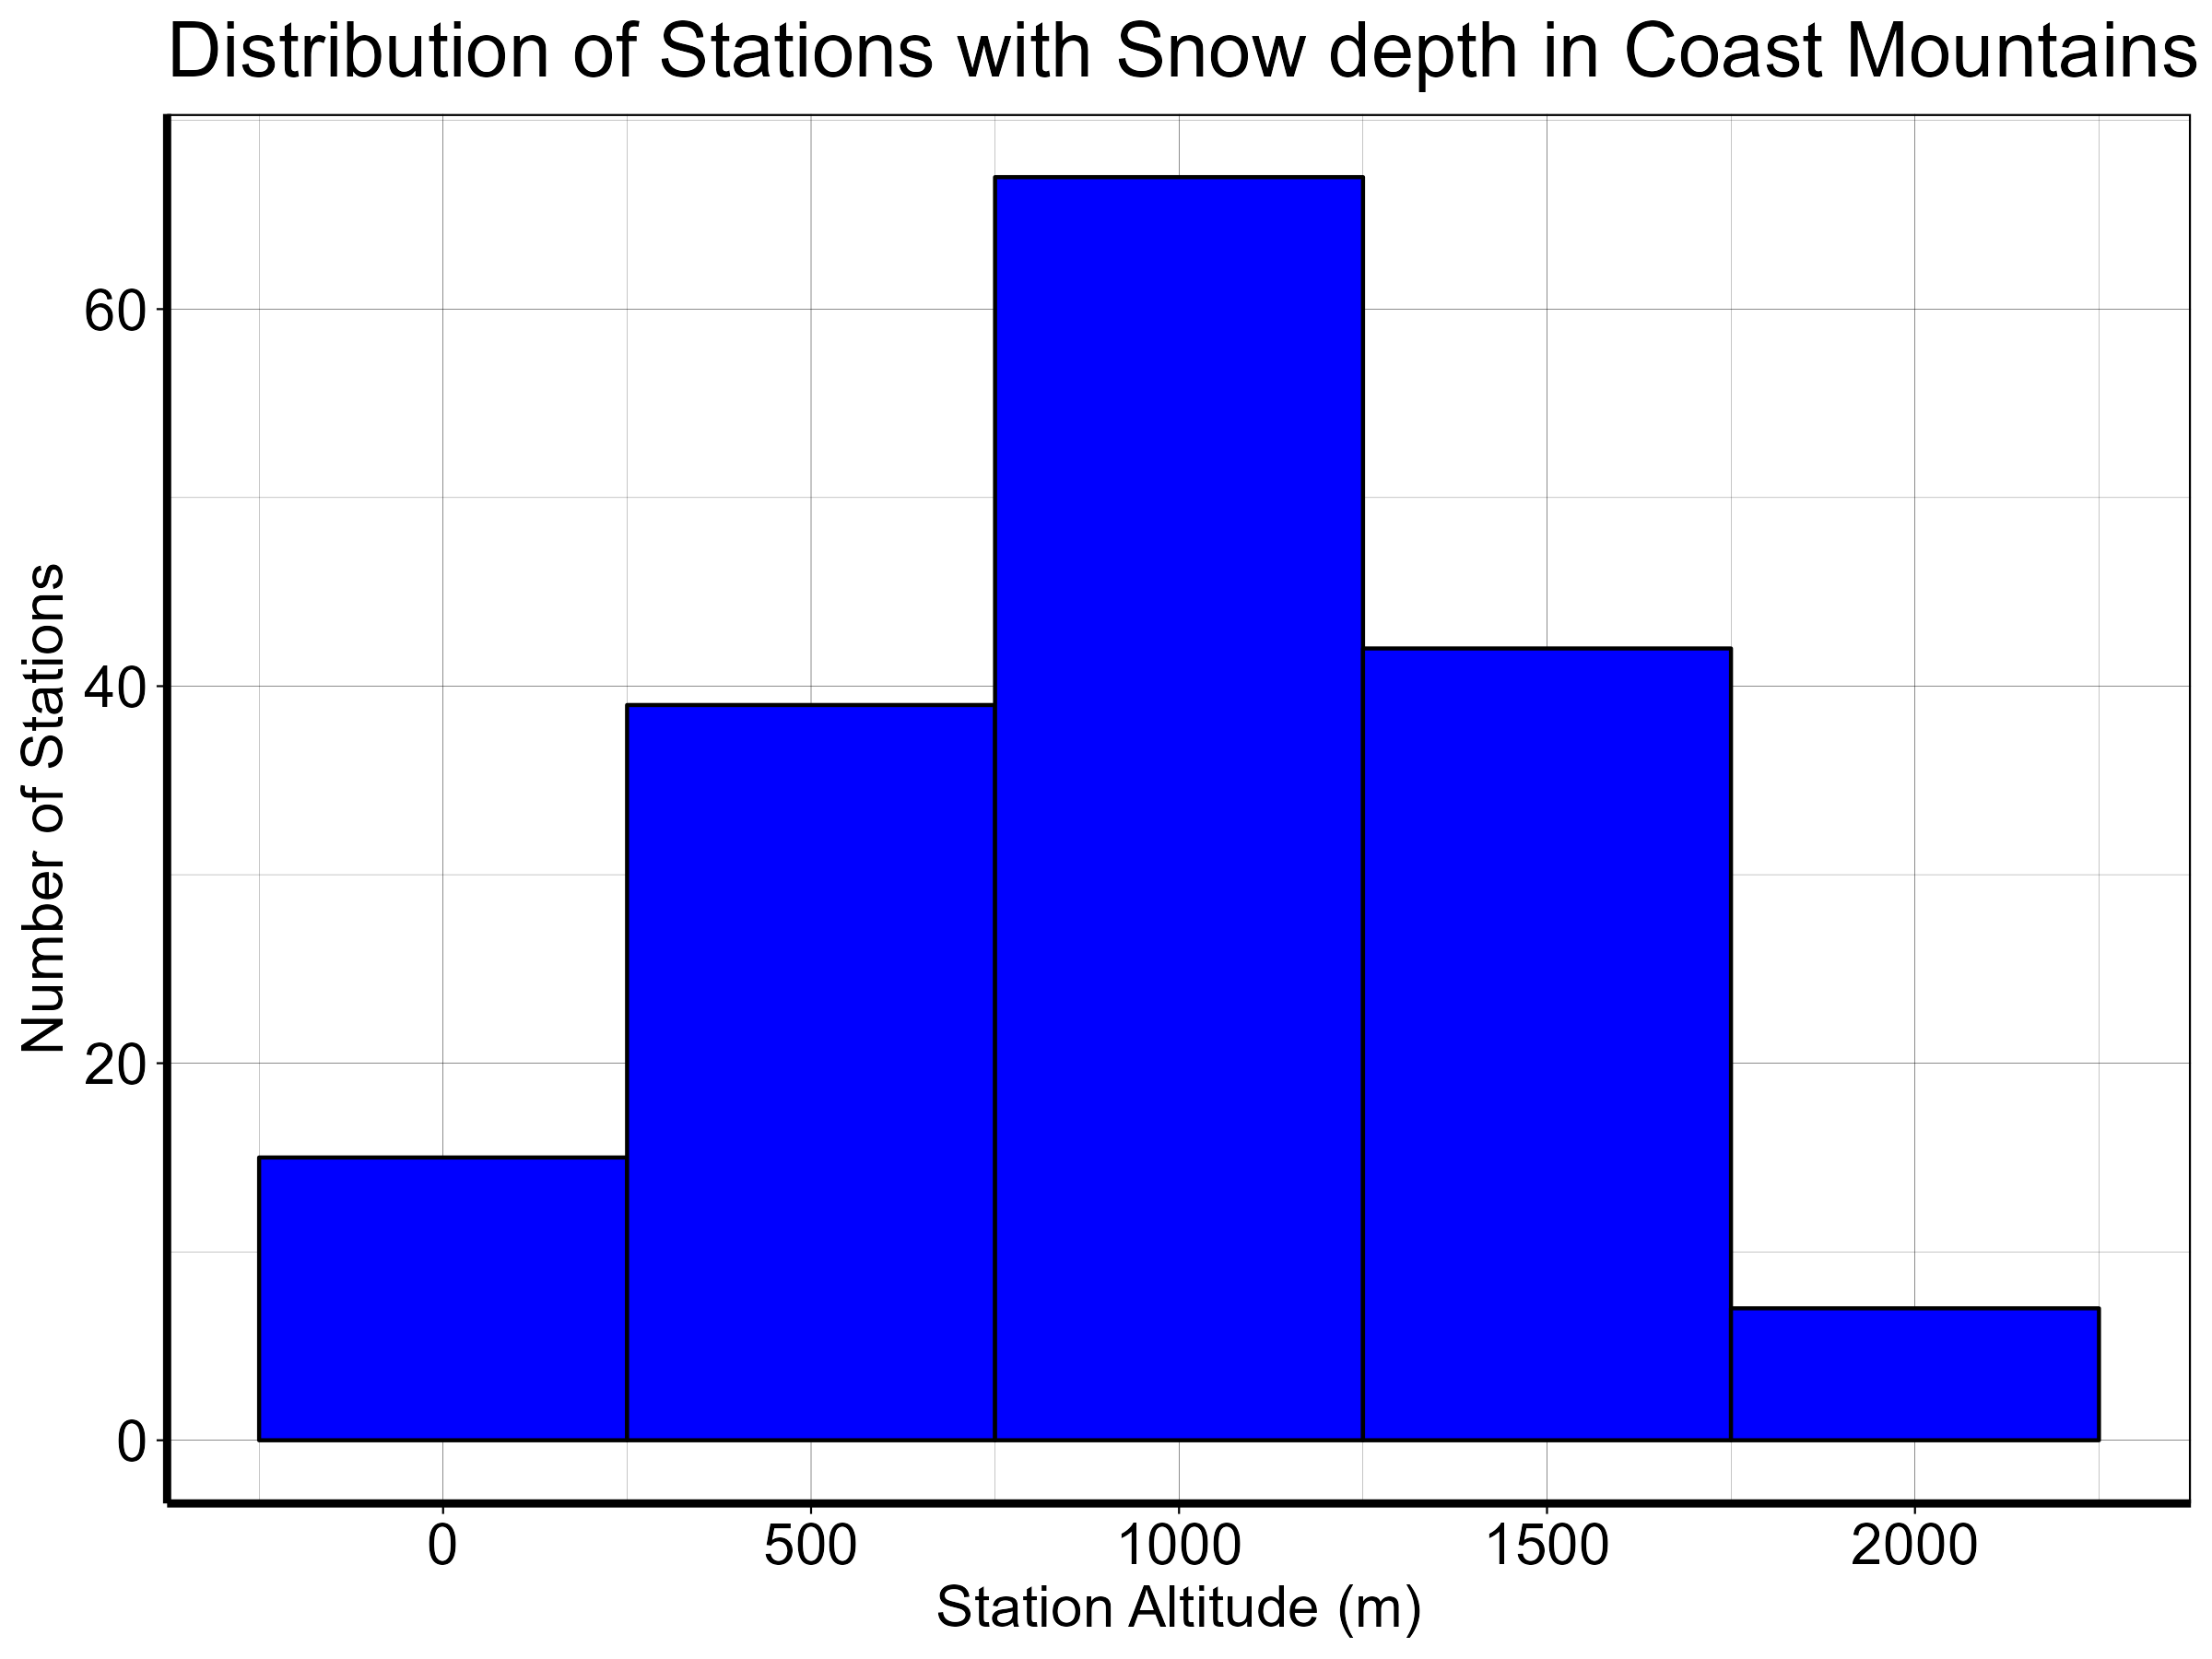 Distribution of Stations with Snow depth in Coast Mountains
Number of Stations
60
40
20
0
0 500 1000 1500 2000
Station Altitude (m)